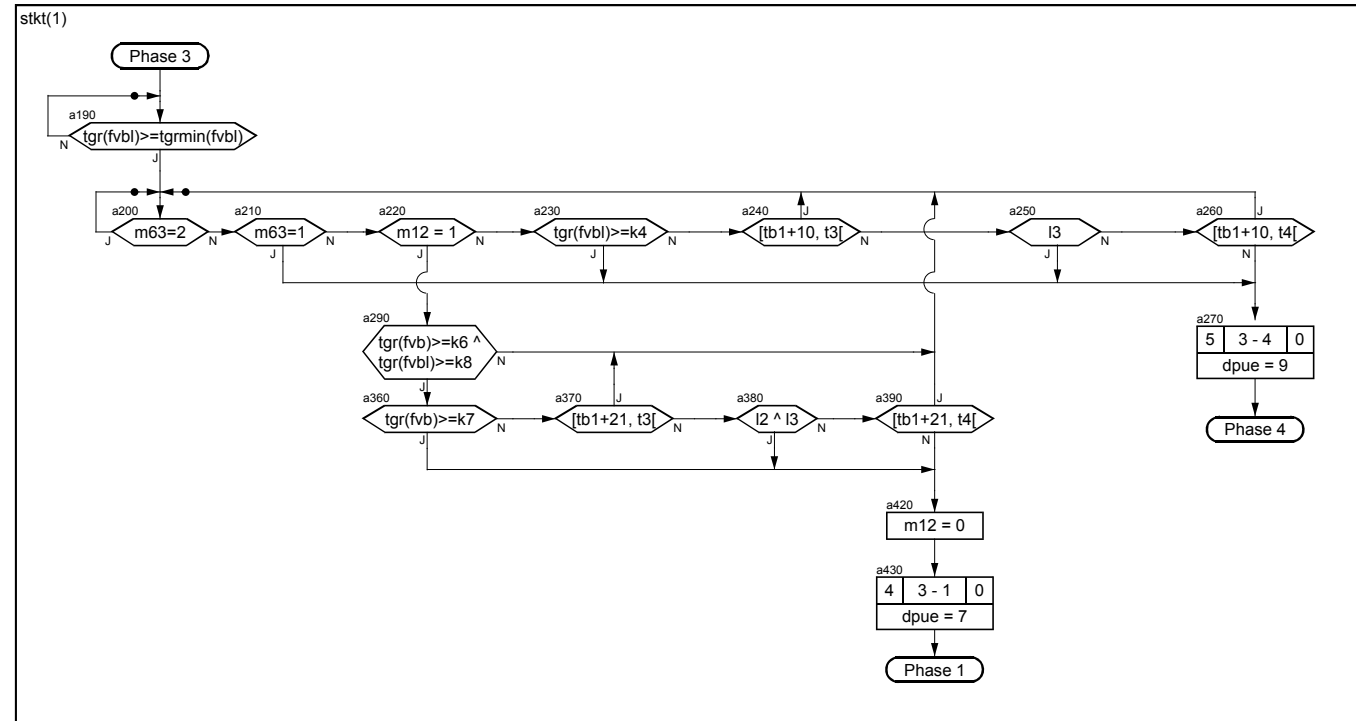 stkt(1)
Phase 3
a190
tgr(fvbl)>=tgrmin(fvbl)
N
J
a200
m63=2
J
N
a210
m63=1
N
J
a220
m12 = 1
N
J
a230
tgr(fvbl)>=k4
N
J
a240
[tb1+10, t3[
J
N
a250
l3
N
J
a260
[tb1+10, t4[
J
N
a270
5 3 - 4 0
dpue = 9
Phase 4
a290
tgr(fvb)>=k6 ^
tgr(fvbl)>=k8
N
J
a360
tgr(fvb)>=k7
N
J
a370
[tb1+21, t3[
J
N
a380
l2 ^ l3
N
J
a390
[tb1+21, t4[
J
N
a420
m12 = 0
a430
4 3 - 1 0
dpue = 7
Phase 1